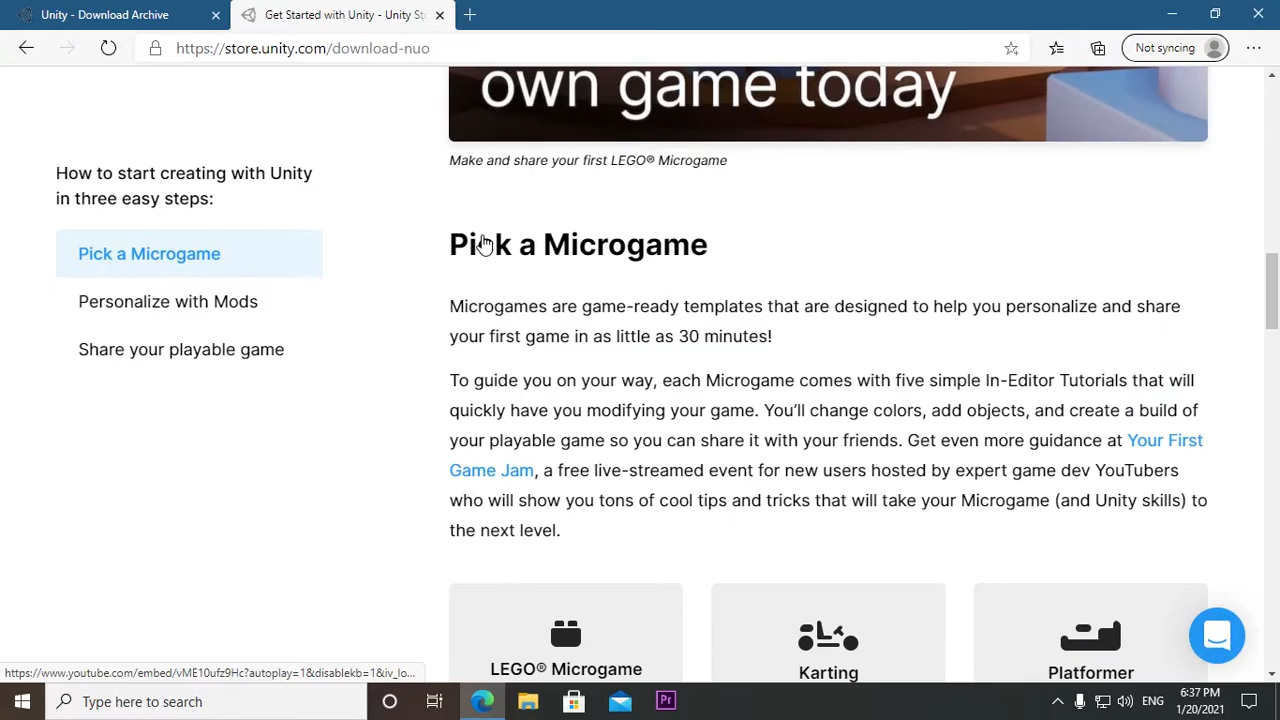 Unity - Download Archive
Get Started with Unity - Unity Sto
https://store.unity.com/download-nuo
Not syncing
own game today
Make and share your first LEGO® Microgame
How to start creating with Unity
in three easy steps:
Pick a Microgame
Personalize with Mods
Share your playable game
Pick a Microgame
Microgames are game-ready templates that are designed to help you personalize and share
your first game in as little as 30 minutes!
To guide you on your way, each Microgame comes with five simple In-Editor Tutorials that will
quickly have you modifying your game. You'll change colors, add objects, and create a build of
your playable game so you can share it with your friends. Get even more guidance at Your First
Game Jam, a free live-streamed event for new users hosted by expert game dev YouTubers
who will show you tons of cool tips and tricks that will take your Microgame (and Unity skills) to
the next level.
LEGO® Microgame
Karting
Platformer
https://www.youtube.com/embed/vME10ufz9Hc?autoplay=1&disablekb=1&iv_lo...
Type here to search
Pr
ENG
6:37 PM
1/20/2021